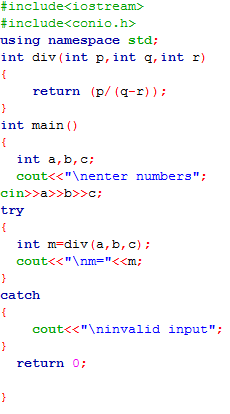 #include<iostream>
#include<conio.h>
using namespace std;
int div(int p,int q,int r)
{
    return (p/(q-r));
}
int main()
{
  int a,b,c;
  cout<<"\nenter numbers";
cin>>a>>b>>c;
try
{
  int m=div(a,b,c);
  cout<<"\nm="<<m;
}
catch
{
    cout<<"\ninvalid input";
}
  return 0;
}